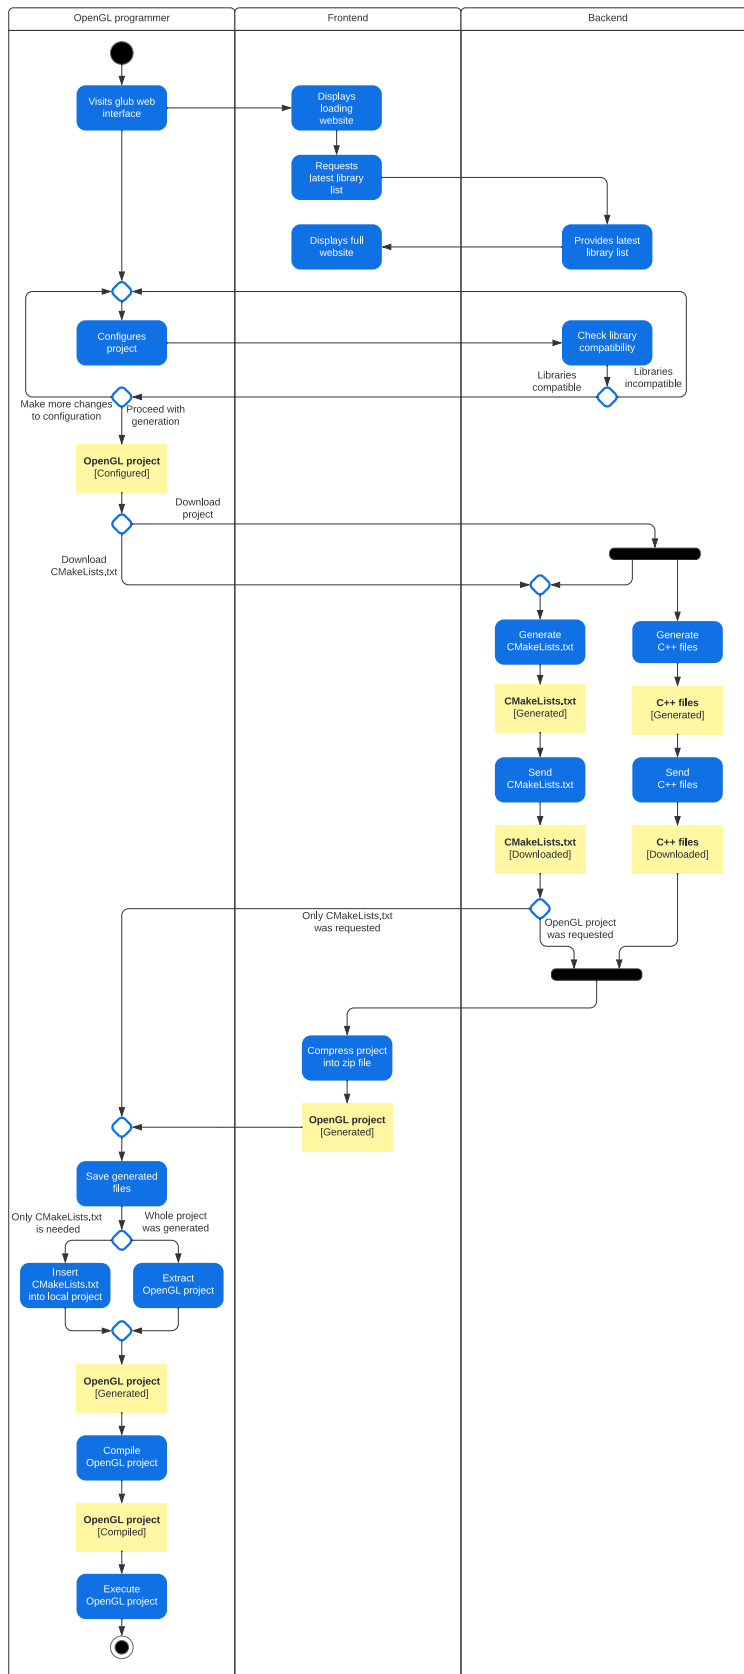 OpenGL programmer
Frontend
Backend
Visits glub web
interface
Displays
loading
website
Requests
latest library
list
Displays full
website
Provides latest
library list
Configures
project
Check library
compatibility
Libraries
compatible
Libraries
incompatible
Make more changes
to configuration
Proceed with
generation
OpenGL project
[Configured]
Download
project
Download
CMakeLists.txt
Generate
CMakeLists.txt
Generate
C++ files
CMakeLists.txt
[Generated]
C++ files
[Generated]
Send
CMakeLists.txt
Send
C++ files
CMakeLists.txt
[Downloaded]
C++ files
[Downloaded]
Only CMakeLists.txt
was requested
OpenGL project
was requested
Compress project
into zip file
OpenGL project
[Generated]
Save generated
files
Only CMakeLists.txt
is needed
Whole project
was generated
Insert
CMakeLists.txt
into local project
Extract
OpenGL project
OpenGL project
[Generated]
Compile
OpenGL project
OpenGL project
[Compiled]
Execute
OpenGL project